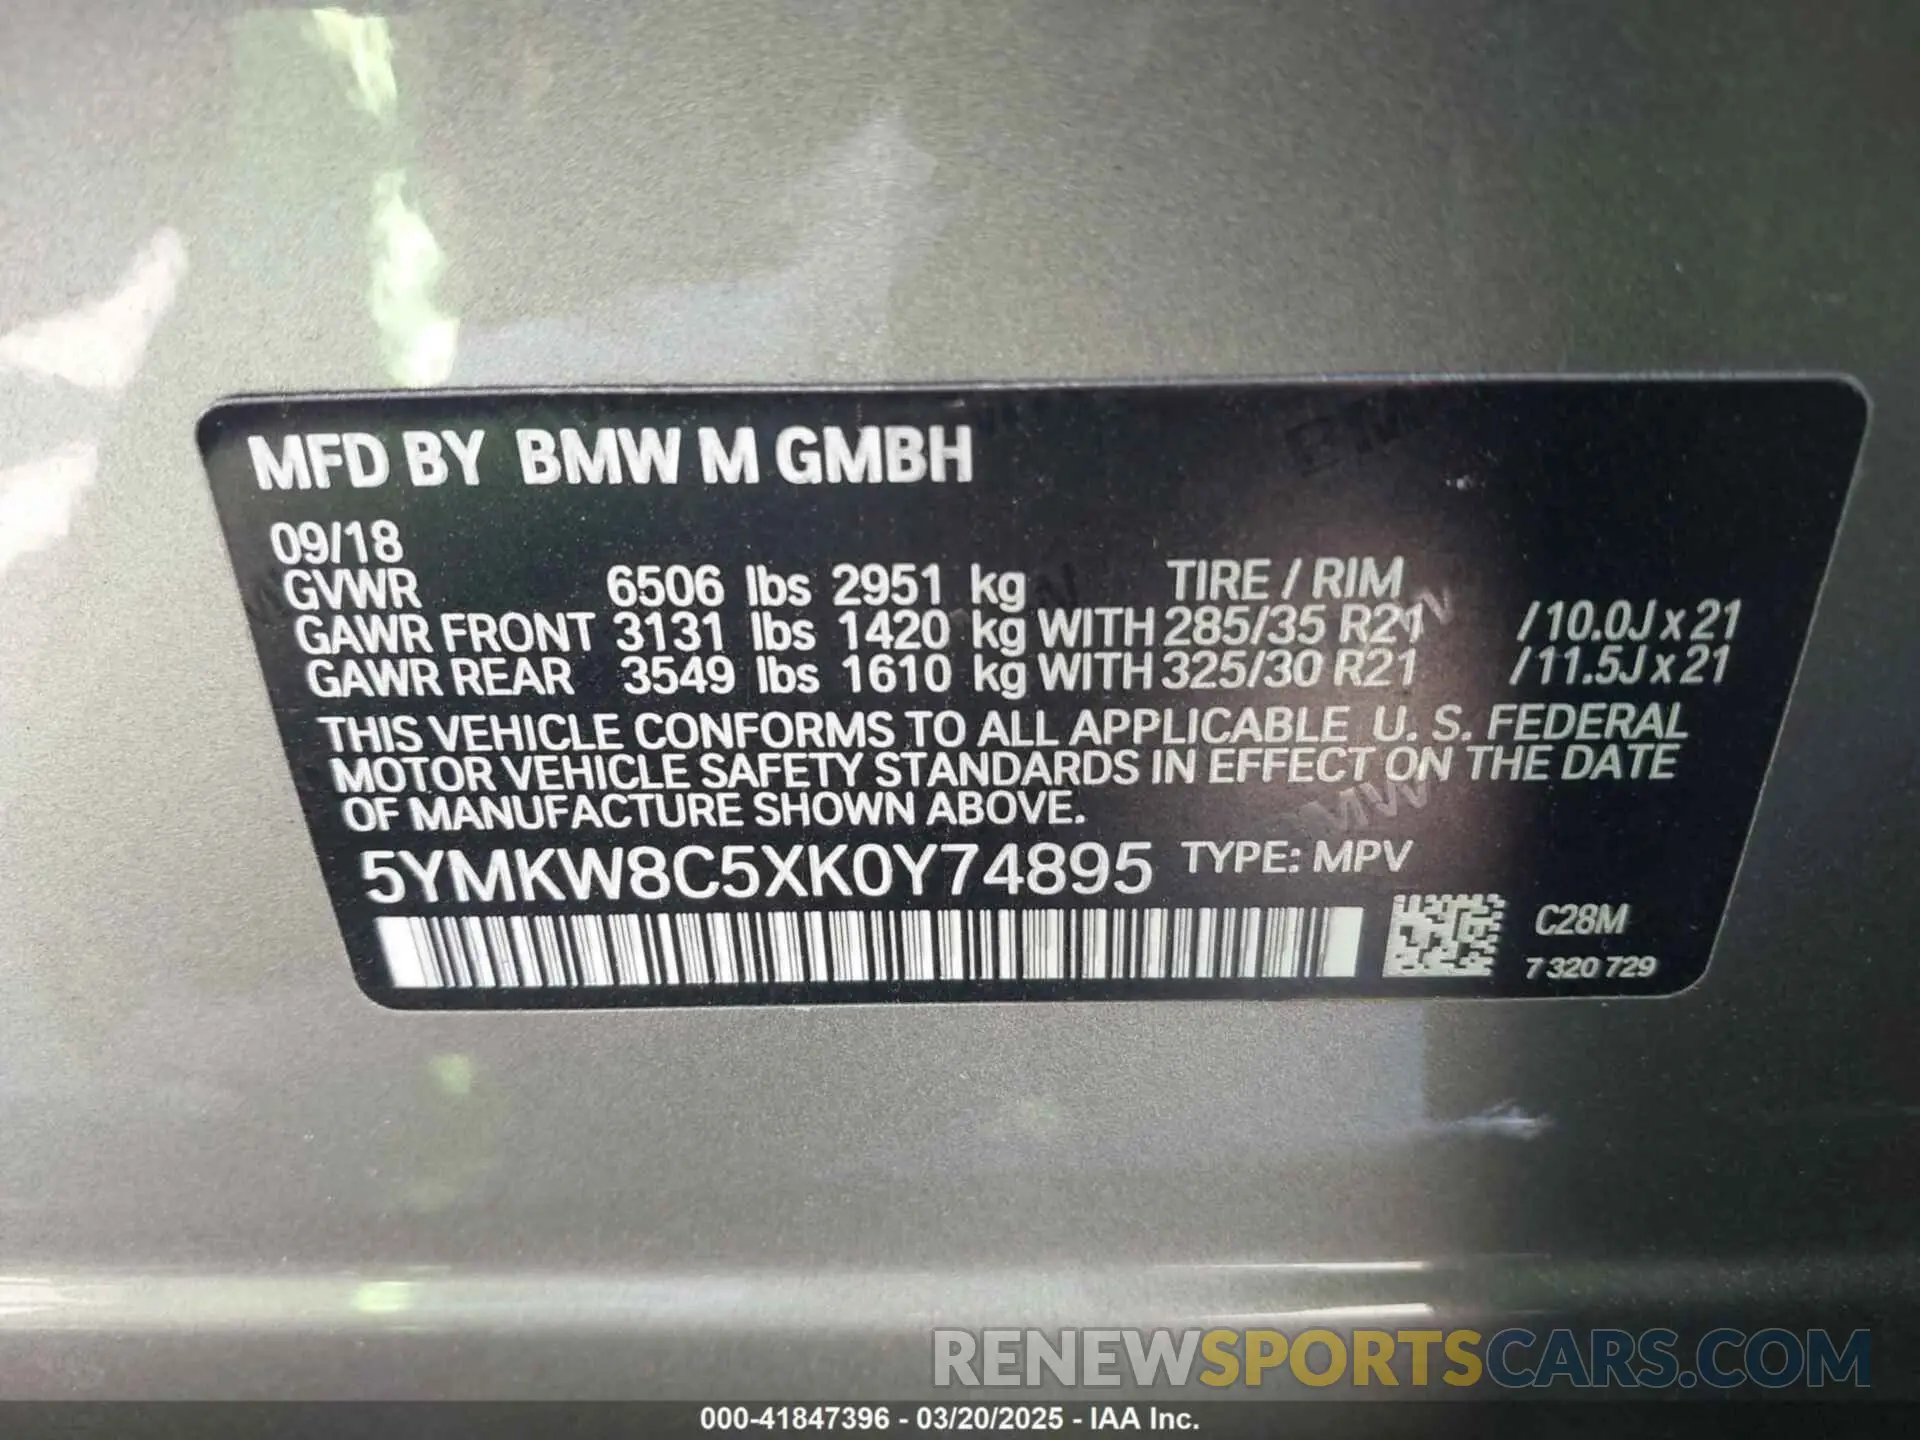 MFD BY BMW M GMBH
09/18
GVWR 6506 lbs 2951 kg TIRE / RIM
GAWR FRONT 3131 lbs 1420 kg WITH 285/35 R21 /10.0J x 21
GAWR REAR 3549 lbs 1610 kg WITH 325/30 R21 /11.5J x 21
THIS VEHICLE CONFORMS TO ALL APPLICABLE U. S. FEDERAL
MOTOR VEHICLE SAFETY STANDARDS IN EFFECT ON THE DATE
OF MANUFACTURE SHOWN ABOVE.
5YMKW8C5XK0Y74895 TYPE: MPV
C28M
7 320 729
RENEWSPORTSCARS.COM
000-41847396 - 03/20/2025 - IAA Inc.